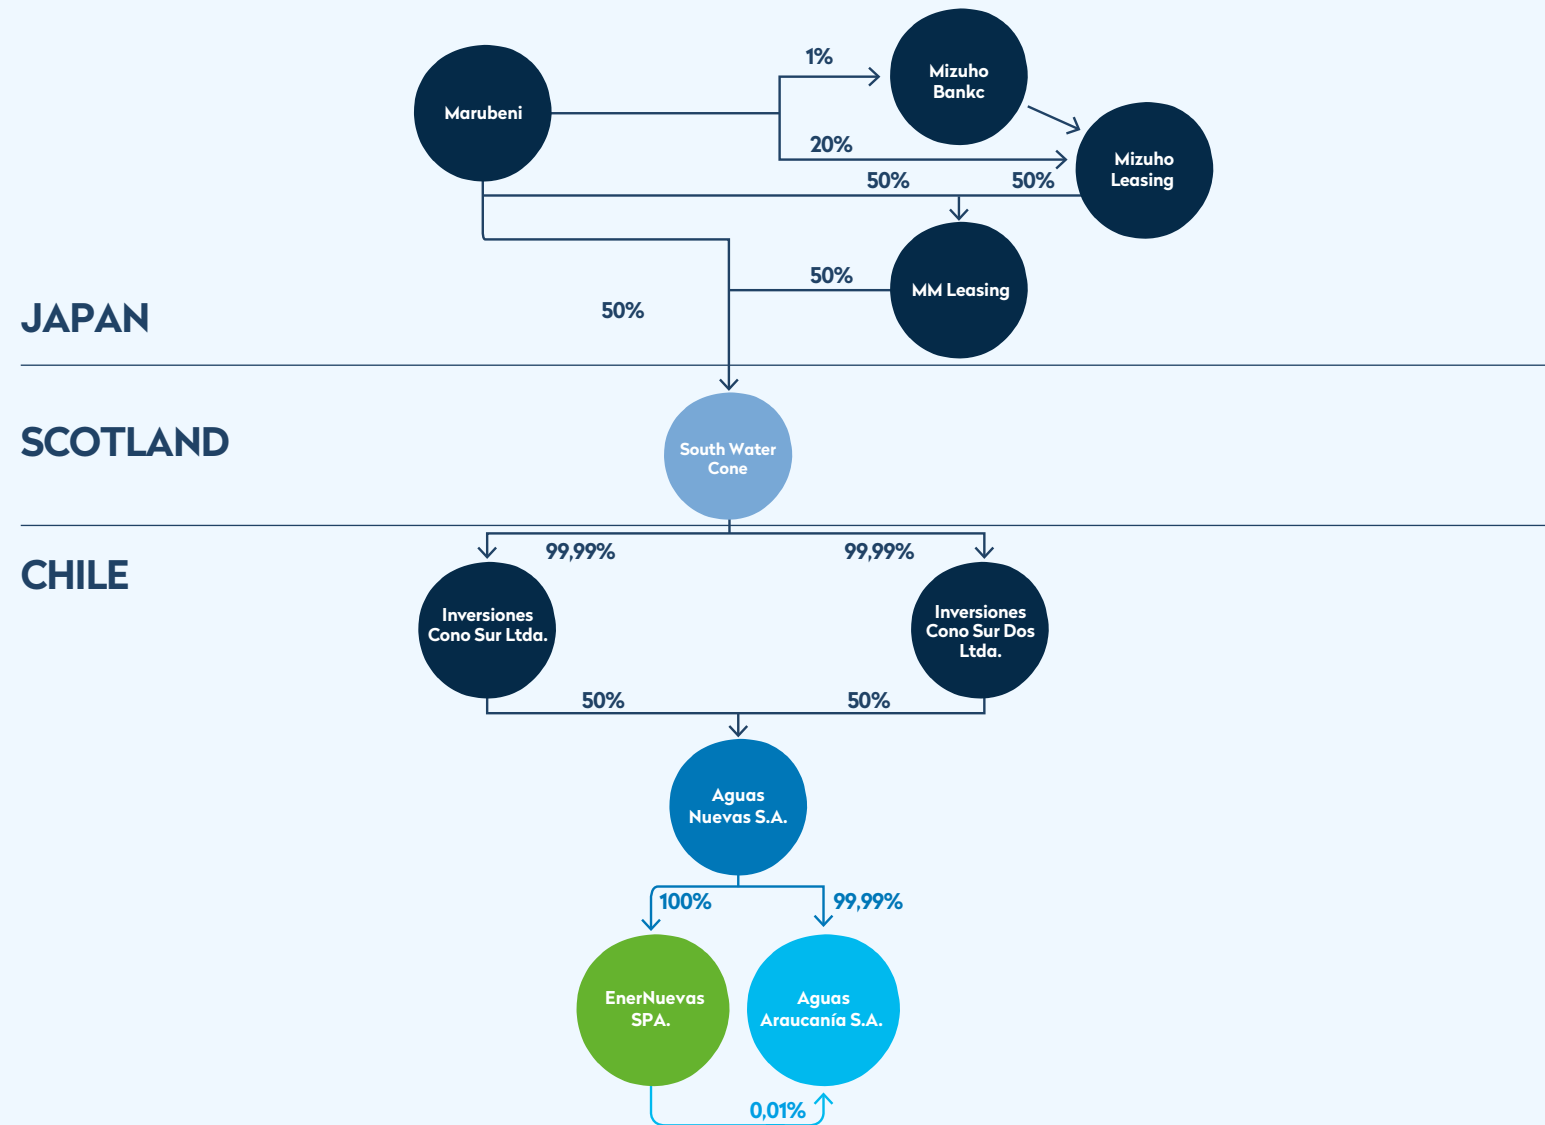 1%
Mizuho
Bankc
Marubeni
20%
Mizuho
Leasing
50%
50%
50%
MM Leasing
50%
JAPAN
SCOTLAND
South Water
Cone
99,99%
99,99%
CHILE
Inversiones
Cono Sur Ltda.
Inversiones
Cono Sur Dos
Ltda.
50%
50%
Aguas
Nuevas S.A.
100%
99,99%
EnerNuevas
SPA.
Aguas
Araucanía S.A.
0,01%